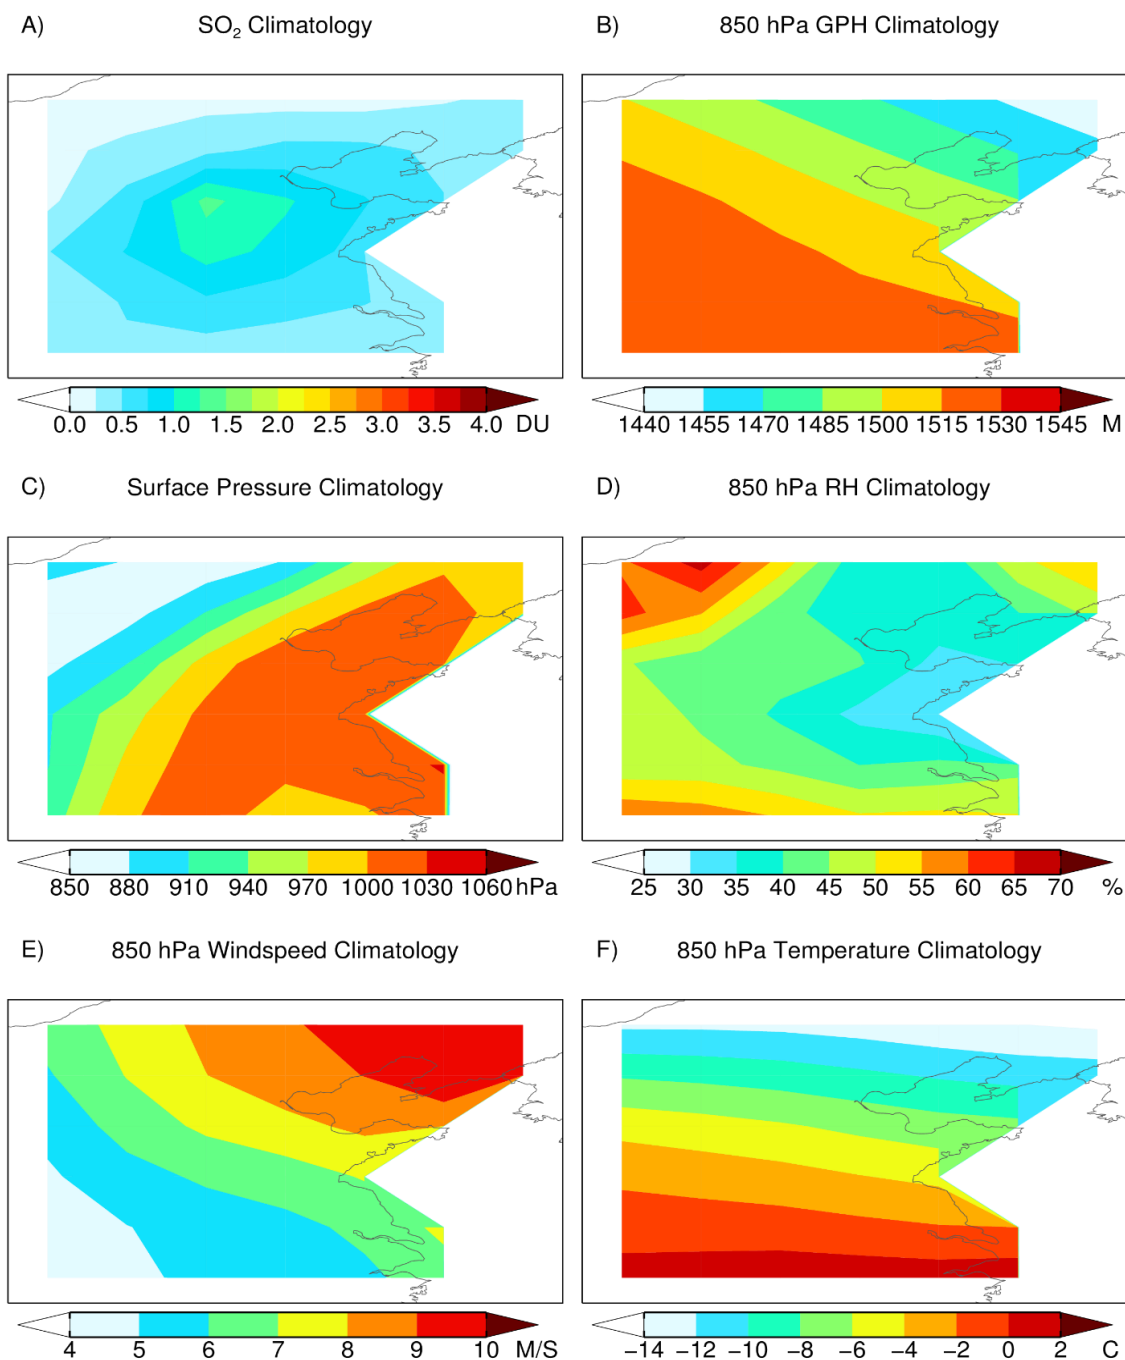 A) SO₂ Climatology
B) 850 hPa GPH Climatology
0.0 0.5 1.0 1.5 2.0 2.5 3.0 3.5 4.0 DU
1440 1455 1470 1485 1500 1515 1530 1545 M
C) Surface Pressure Climatology
D) 850 hPa RH Climatology
850 880 910 940 970 1000 1030 1060 hPa
25 30 35 40 45 50 55 60 65 70 %
E) 850 hPa Windspeed Climatology
F) 850 hPa Temperature Climatology
4 5 6 7 8 9 10 M/S
−14 −12 −10 −8 −6 −4 −2 0 2 C